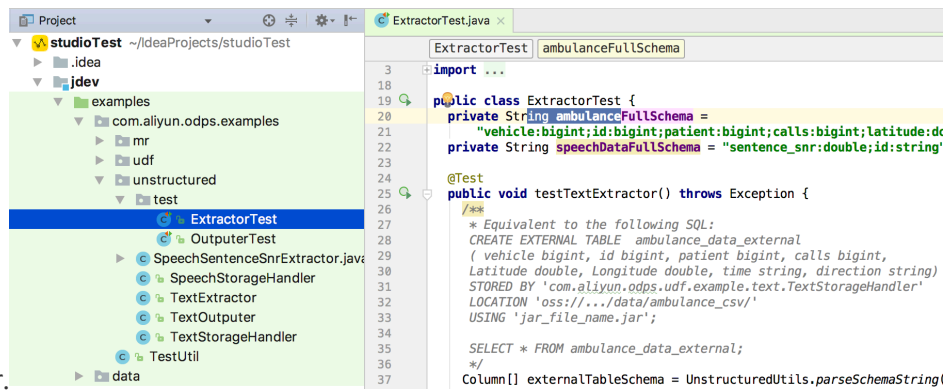 Project
studioTest ~/IdeaProjects/studioTest
.idea
jdev
examples
com.aliyun.odps.examples
mr
udf
unstructured
test
ExtractorTest
OutputerTest
SpeechSentenceSnrExtractor.java
SpeechStorageHandler
TextExtractor
TextOutputer
TextStorageHandler
TestUtil
data
ExtractorTest.java
ExtractorTest ambulanceFullSchema
3 import ...
18
19 public class ExtractorTest {
20 private String ambulanceFullSchema =
21 "vehicle:bigint;id:bigint;patient:bigint;calls:bigint;latitude:do
22 private String speechDataFullSchema = "sentence_snr:double;id:string"
23
24 @Test
25 public void testTextExtractor() throws Exception {
26 /**
27 * Equivalent to the following SQL:
28 CREATE EXTERNAL TABLE ambulance_data_external
29 ( vehicle bigint, id bigint, patient bigint, calls bigint,
30 Latitude double, Longitude double, time string, direction string)
31 STORED BY 'com.aliyun.odps.udf.example.text.TextStorageHandler'
32 LOCATION 'oss://.../data/ambulance_csv/'
33 USING 'jar_file_name.jar';
34
35 SELECT * FROM ambulance_data_external;
36 */
37 Column[] externalTableSchema = UnstructuredUtils.parseSchemaString(